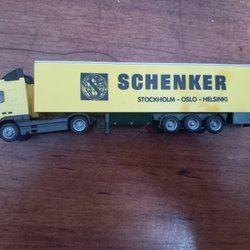 SCHENKER
STOCKHOLM - OSLO - HELSINKI